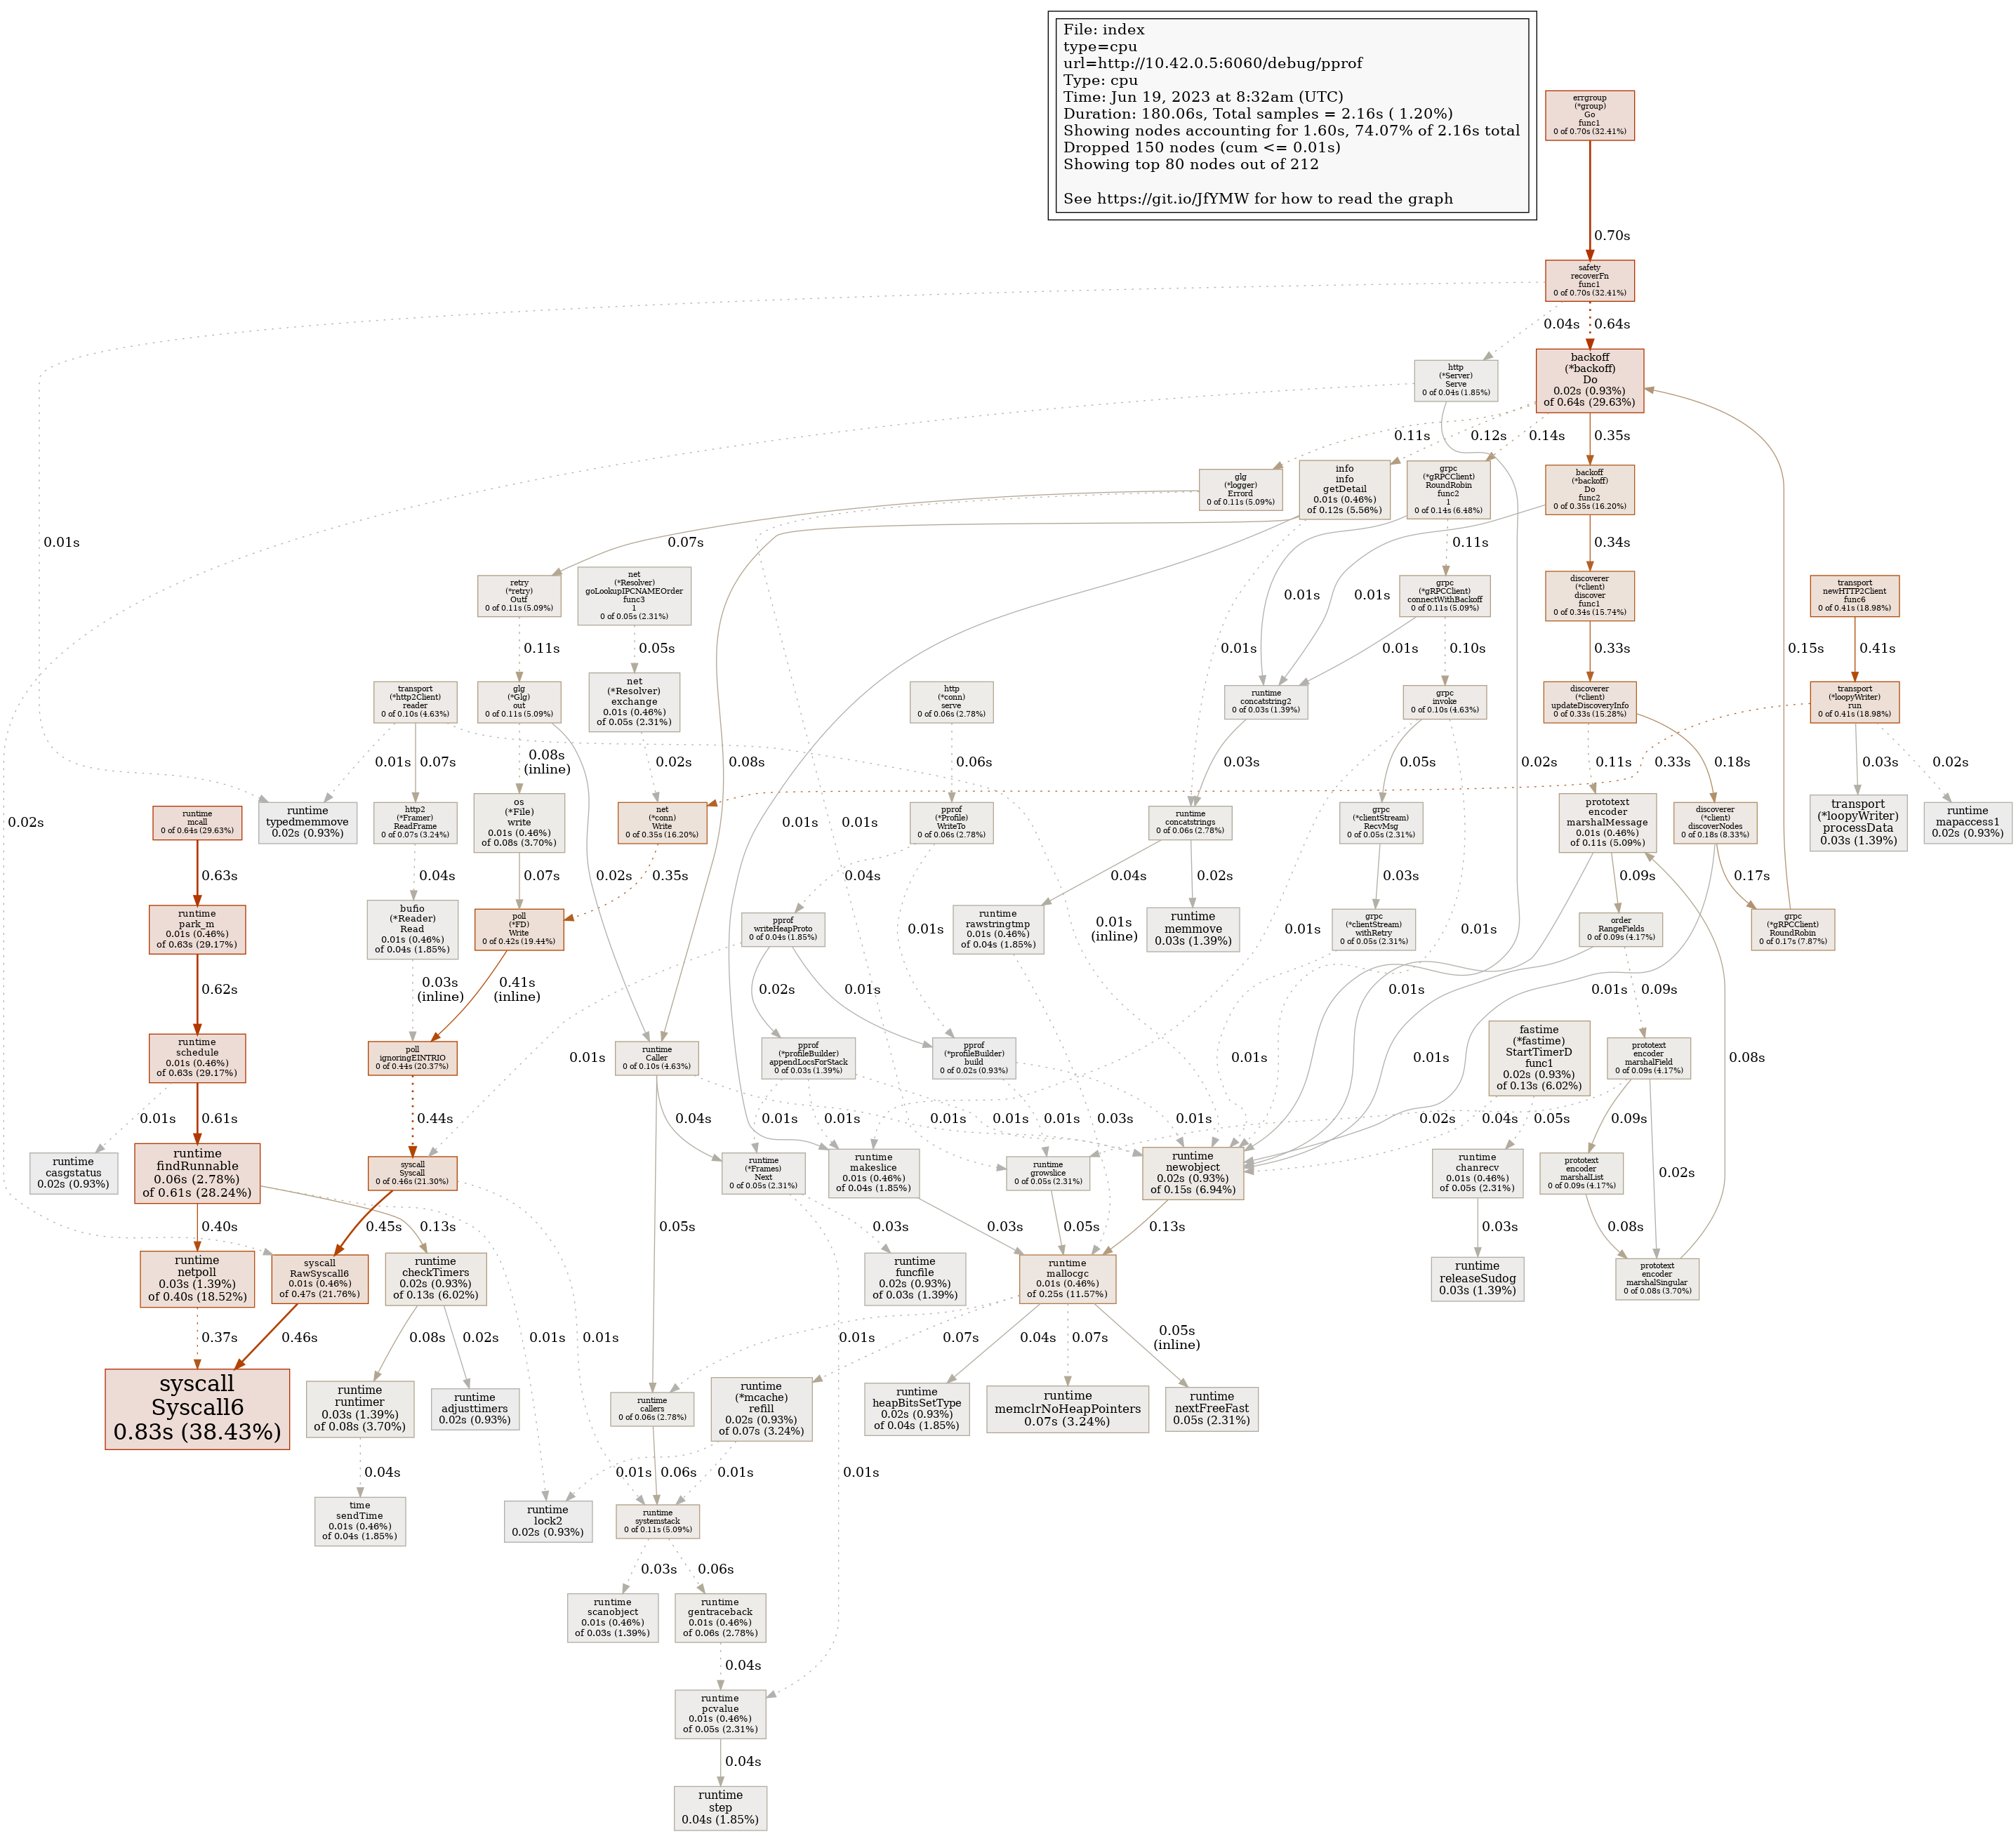 File: index
type=cpu
url=http://10.42.0.5:6060/debug/pprof
Type: cpu
Time: Jun 19, 2023 at 8:32am (UTC)
Duration: 180.06s, Total samples = 2.16s ( 1.20%)
Showing nodes accounting for 1.60s, 74.07% of 2.16s total
Dropped 150 nodes (cum <= 0.01s)
Showing top 80 nodes out of 212
See https://git.io/JfYMW for how to read the graph
errgroup
(*group)
Go
func1
0 of 0.70s (32.41%)
0.70s
safety
recoverFn
func1
0 of 0.70s (32.41%)
0.04s
0.64s
http
(*Server)
Serve
0 of 0.04s (1.85%)
backoff
(*backoff)
Do
0.02s (0.93%)
of 0.64s (29.63%)
0.11s
0.12s
0.14s
0.35s
glg
(*logger)
Errord
0 of 0.11s (5.09%)
info
info
getDetail
0.01s (0.46%)
of 0.12s (5.56%)
grpc
(*gRPCClient)
RoundRobin
func2
1
0 of 0.14s (6.48%)
backoff
(*backoff)
Do
func2
0 of 0.35s (16.20%)
0.01s
0.07s
0.11s
0.34s
retry
(*retry)
Outf
0 of 0.11s (5.09%)
net
(*Resolver)
goLookupIPCNAMEOrder
func3
1
0 of 0.05s (2.31%)
0.01s
0.01s
grpc
(*gRPCClient)
connectWithBackoff
0 of 0.11s (5.09%)
discoverer
(*client)
discover
func1
0 of 0.34s (15.74%)
transport
newHTTP2Client
func6
0 of 0.41s (18.98%)
0.11s
0.05s
0.01s
0.01s
0.10s
0.33s
0.15s
0.41s
transport
(*http2Client)
reader
0 of 0.10s (4.63%)
glg
(*Glg)
out
0 of 0.11s (5.09%)
net
(*Resolver)
exchange
0.01s (0.46%)
of 0.05s (2.31%)
http
(*conn)
serve
0 of 0.06s (2.78%)
runtime
concatstring2
0 of 0.03s (1.39%)
grpc
invoke
0 of 0.10s (4.63%)
discoverer
(*client)
updateDiscoveryInfo
0 of 0.33s (15.28%)
transport
(*loopyWriter)
run
0 of 0.41s (18.98%)
0.01s
0.07s
0.08s
(inline)
0.02s
0.08s
0.06s
0.03s
0.05s
0.02s
0.11s
0.33s
0.18s
0.03s
0.02s
0.02s
runtime
mcall
0 of 0.64s (29.63%)
runtime
typedmemmove
0.02s (0.93%)
http2
(*Framer)
ReadFrame
0 of 0.07s (3.24%)
os
(*File)
write
0.01s (0.46%)
of 0.08s (3.70%)
net
(*conn)
Write
0 of 0.35s (16.20%)
0.01s
0.01s
pprof
(*Profile)
WriteTo
0 of 0.06s (2.78%)
runtime
concatstrings
0 of 0.06s (2.78%)
grpc
(*clientStream)
RecvMsg
0 of 0.05s (2.31%)
prototext
encoder
marshalMessage
0.01s (0.46%)
of 0.11s (5.09%)
discoverer
(*client)
discoverNodes
0 of 0.18s (8.33%)
transport
(*loopyWriter)
processData
0.03s (1.39%)
runtime
mapaccess1
0.02s (0.93%)
0.63s
0.04s
0.07s
0.02s
0.35s
0.04s
0.04s
0.02s
0.03s
0.09s
0.17s
runtime
park_m
0.01s (0.46%)
of 0.63s (29.17%)
bufio
(*Reader)
Read
0.01s (0.46%)
of 0.04s (1.85%)
poll
(*FD)
Write
0 of 0.42s (19.44%)
pprof
writeHeapProto
0 of 0.04s (1.85%)
0.01s
runtime
rawstringtmp
0.01s (0.46%)
of 0.04s (1.85%)
0.01s
(inline)
runtime
memmove
0.03s (1.39%)
0.01s
grpc
(*clientStream)
withRetry
0 of 0.05s (2.31%)
0.01s
order
RangeFields
0 of 0.09s (4.17%)
grpc
(*gRPCClient)
RoundRobin
0 of 0.17s (7.87%)
0.62s
0.03s
(inline)
0.41s
(inline)
0.02s
0.01s
0.01s
0.01s
0.09s
runtime
schedule
0.01s (0.46%)
of 0.63s (29.17%)
poll
ignoringEINTRIO
0 of 0.44s (20.37%)
0.01s
runtime
Caller
0 of 0.10s (4.63%)
pprof
(*profileBuilder)
appendLocsForStack
0 of 0.03s (1.39%)
pprof
(*profileBuilder)
build
0 of 0.02s (0.93%)
0.01s
0.01s
fastime
(*fastime)
StartTimerD
func1
0.02s (0.93%)
of 0.13s (6.02%)
prototext
encoder
marshalField
0 of 0.09s (4.17%)
0.08s
0.01s
0.61s
0.44s
0.04s
0.01s
0.01s
0.01s
0.01s
0.01s
0.03s
0.01s
0.02s
0.04s
0.05s
0.09s
0.02s
runtime
casgstatus
0.02s (0.93%)
runtime
findRunnable
0.06s (2.78%)
of 0.61s (28.24%)
syscall
Syscall
0 of 0.46s (21.30%)
runtime
(*Frames)
Next
0 of 0.05s (2.31%)
runtime
makeslice
0.01s (0.46%)
of 0.04s (1.85%)
runtime
growslice
0 of 0.05s (2.31%)
runtime
newobject
0.02s (0.93%)
of 0.15s (6.94%)
runtime
chanrecv
0.01s (0.46%)
of 0.05s (2.31%)
prototext
encoder
marshalList
0 of 0.09s (4.17%)
0.40s
0.45s
0.13s
0.05s
0.03s
0.03s
0.05s
0.13s
0.03s
0.08s
runtime
netpoll
0.03s (1.39%)
of 0.40s (18.52%)
syscall
RawSyscall6
0.01s (0.46%)
of 0.47s (21.76%)
runtime
checkTimers
0.02s (0.93%)
of 0.13s (6.02%)
runtime
funcfile
0.02s (0.93%)
of 0.03s (1.39%)
runtime
mallocgc
0.01s (0.46%)
of 0.25s (11.57%)
runtime
releaseSudog
0.03s (1.39%)
prototext
encoder
marshalSingular
0 of 0.08s (3.70%)
0.37s
0.46s
0.08s
0.02s
0.01s
0.01s
0.01s
0.07s
0.04s
0.07s
0.05s
(inline)
syscall
Syscall6
0.83s (38.43%)
runtime
runtimer
0.03s (1.39%)
of 0.08s (3.70%)
runtime
adjusttimers
0.02s (0.93%)
runtime
callers
0 of 0.06s (2.78%)
runtime
(*mcache)
refill
0.02s (0.93%)
of 0.07s (3.24%)
runtime
heapBitsSetType
0.02s (0.93%)
of 0.04s (1.85%)
runtime
memclrNoHeapPointers
0.07s (3.24%)
runtime
nextFreeFast
0.05s (2.31%)
0.04s
0.01s
0.06s
0.01s
0.01s
time
sendTime
0.01s (0.46%)
of 0.04s (1.85%)
runtime
lock2
0.02s (0.93%)
runtime
systemstack
0 of 0.11s (5.09%)
0.03s
0.06s
runtime
scanobject
0.01s (0.46%)
of 0.03s (1.39%)
runtime
gentraceback
0.01s (0.46%)
of 0.06s (2.78%)
0.04s
runtime
pcvalue
0.01s (0.46%)
of 0.05s (2.31%)
0.04s
runtime
step
0.04s (1.85%)